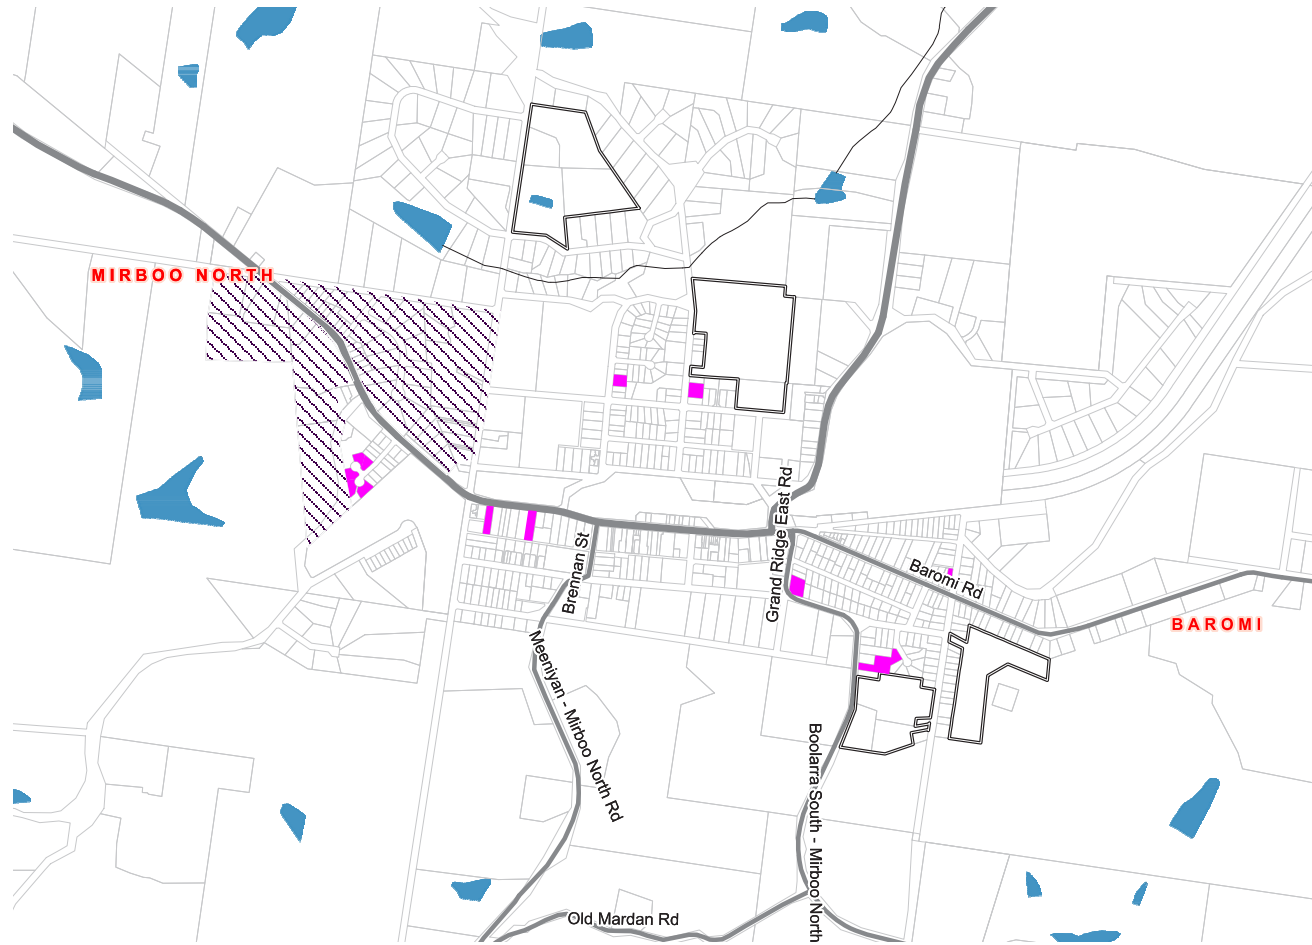 MIRBOO NORTH
Grand Ridge East Rd
Brennan St
Baromi Rd
BAROMI
Meeniyan - Mirboo North Rd
Boolarra South - Mirboo North
Old Mardan Rd